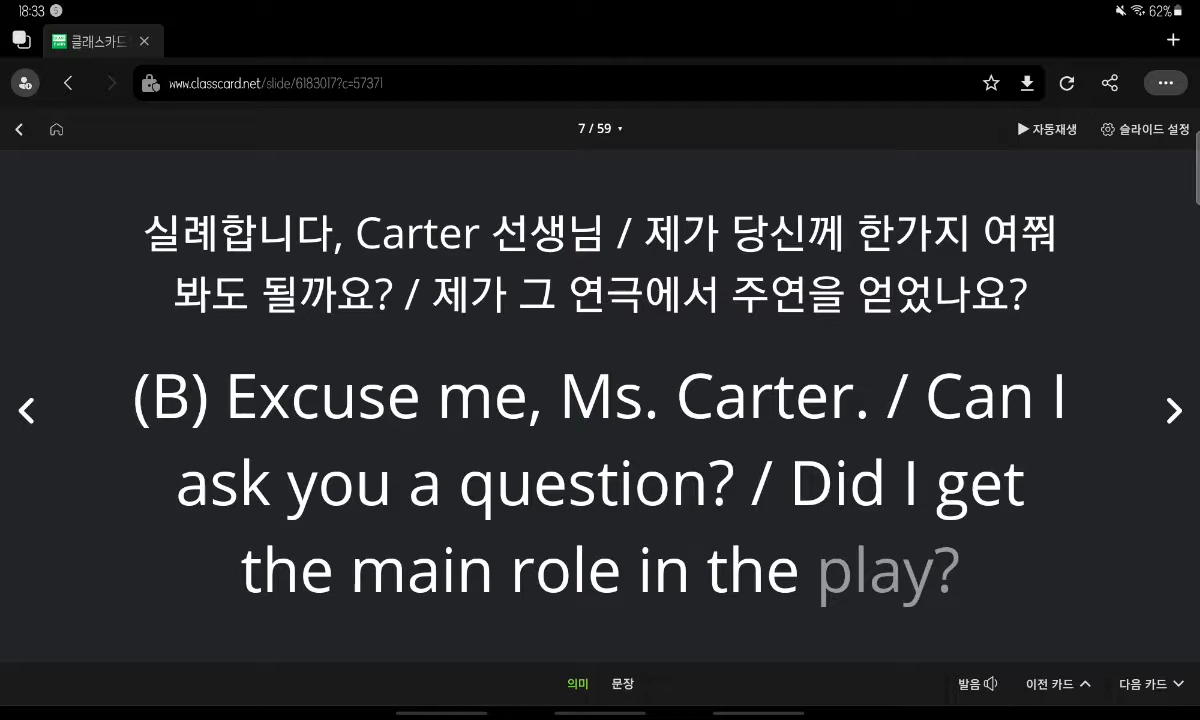 18:33
62%
클래스카드
www.classcard.net/slide/6183017?c=57371
7 / 59
자동재생
슬라이드 설정
실례합니다, Carter 선생님 / 제가 당신께 한가지 여쭤
봐도 될까요? / 제가 그 연극에서 주연을 얻었나요?
(B) Excuse me, Ms. Carter. / Can I
ask you a question? / Did I get
the main role in the play?
의미
문장
발음
이전 카드
다음 카드